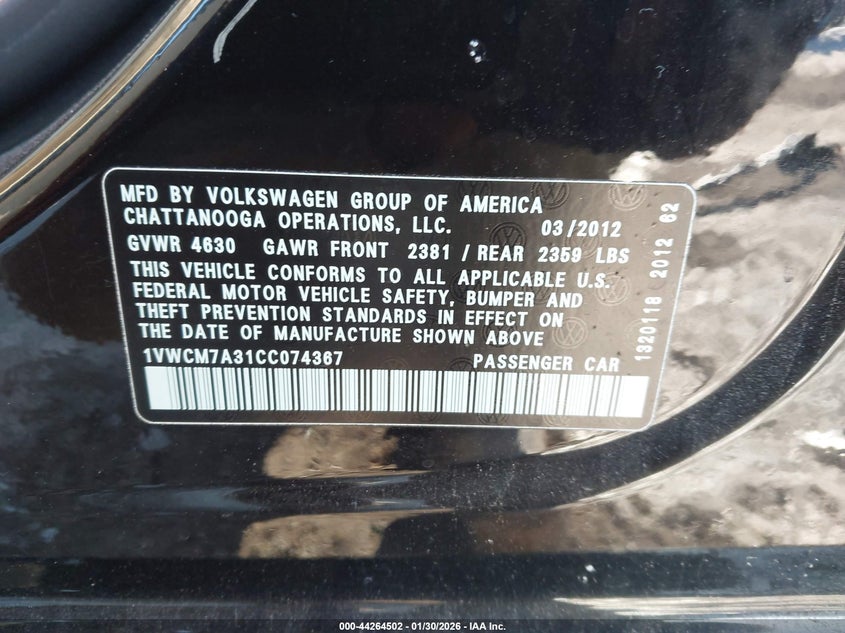 MFD BY VOLKSWAGEN GROUP OF AMERICA
CHATTANOOGA OPERATIONS, LLC. 03/2012
GVWR 4630 GAWR FRONT 2381 / REAR 2359 LBS
THIS VEHICLE CONFORMS TO ALL APPLICABLE U.S.
FEDERAL MOTOR VEHICLE SAFETY, BUMPER AND
THEFT PREVENTION STANDARDS IN EFFECT ON
THE DATE OF MANUFACTURE SHOWN ABOVE
1VWCM7A31CC074367 PASSENGER CAR
1320118 2012 62
000-44264502 - 01/30/2026 - IAA Inc.